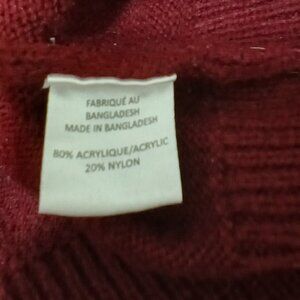 FABRIQUÉ AU
BANGLADESH
MADE IN BANGLADESH
80% ACRYLIQUE/ACRYLIC
20% NYLON